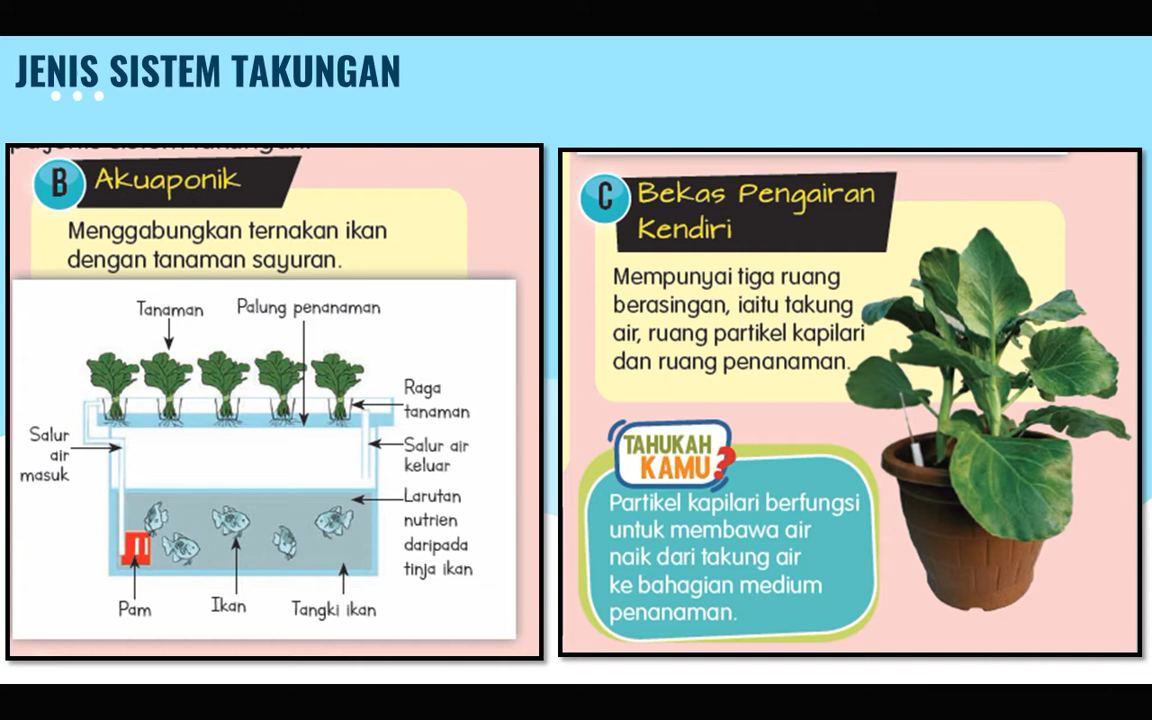 JENIS SISTEM TAKUNGAN
B
Akuaponik
Menggabungkan ternakan ikan
dengan tanaman sayuran.
Tanaman
Palung penanaman
Raga
tanaman
Salur
air
masuk
Salur air
keluar
Larutan
nutrien
daripada
tinja ikan
Pam
Ikan
Tangki ikan
C
Bekas Pengairan
Kendiri
Mempunyai tiga ruang
berasingan, iaitu takung
air, ruang partikel kapilari
dan ruang penanaman.
TAHUKAH
KAMU?
Partikel kapilari berfungsi
untuk membawa air
naik dari takung air
ke bahagian medium
penanaman.